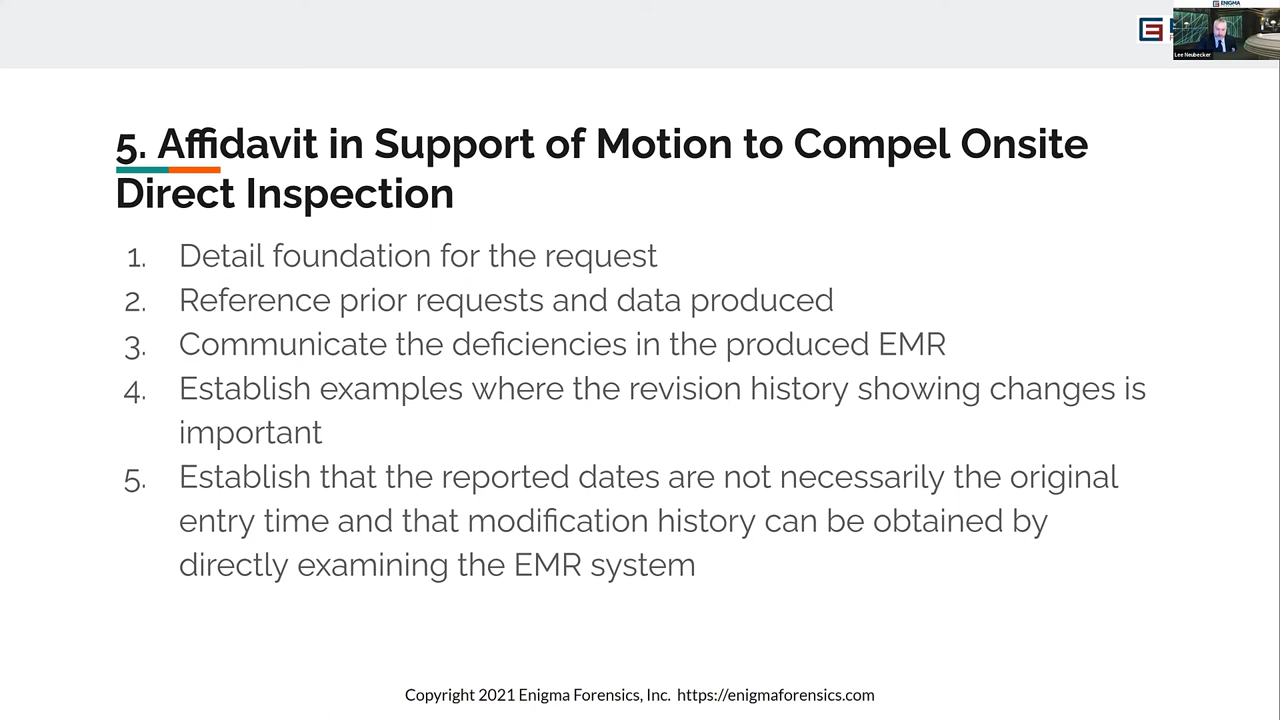 ENIGMA
Lee Neubecker
5. Affidavit in Support of Motion to Compel Onsite
Direct Inspection
1. Detail foundation for the request
2. Reference prior requests and data produced
3. Communicate the deficiencies in the produced EMR
4. Establish examples where the revision history showing changes is
important
5. Establish that the reported dates are not necessarily the original
entry time and that modification history can be obtained by
directly examining the EMR system
Copyright 2021 Enigma Forensics, Inc. https://enigmaforensics.com